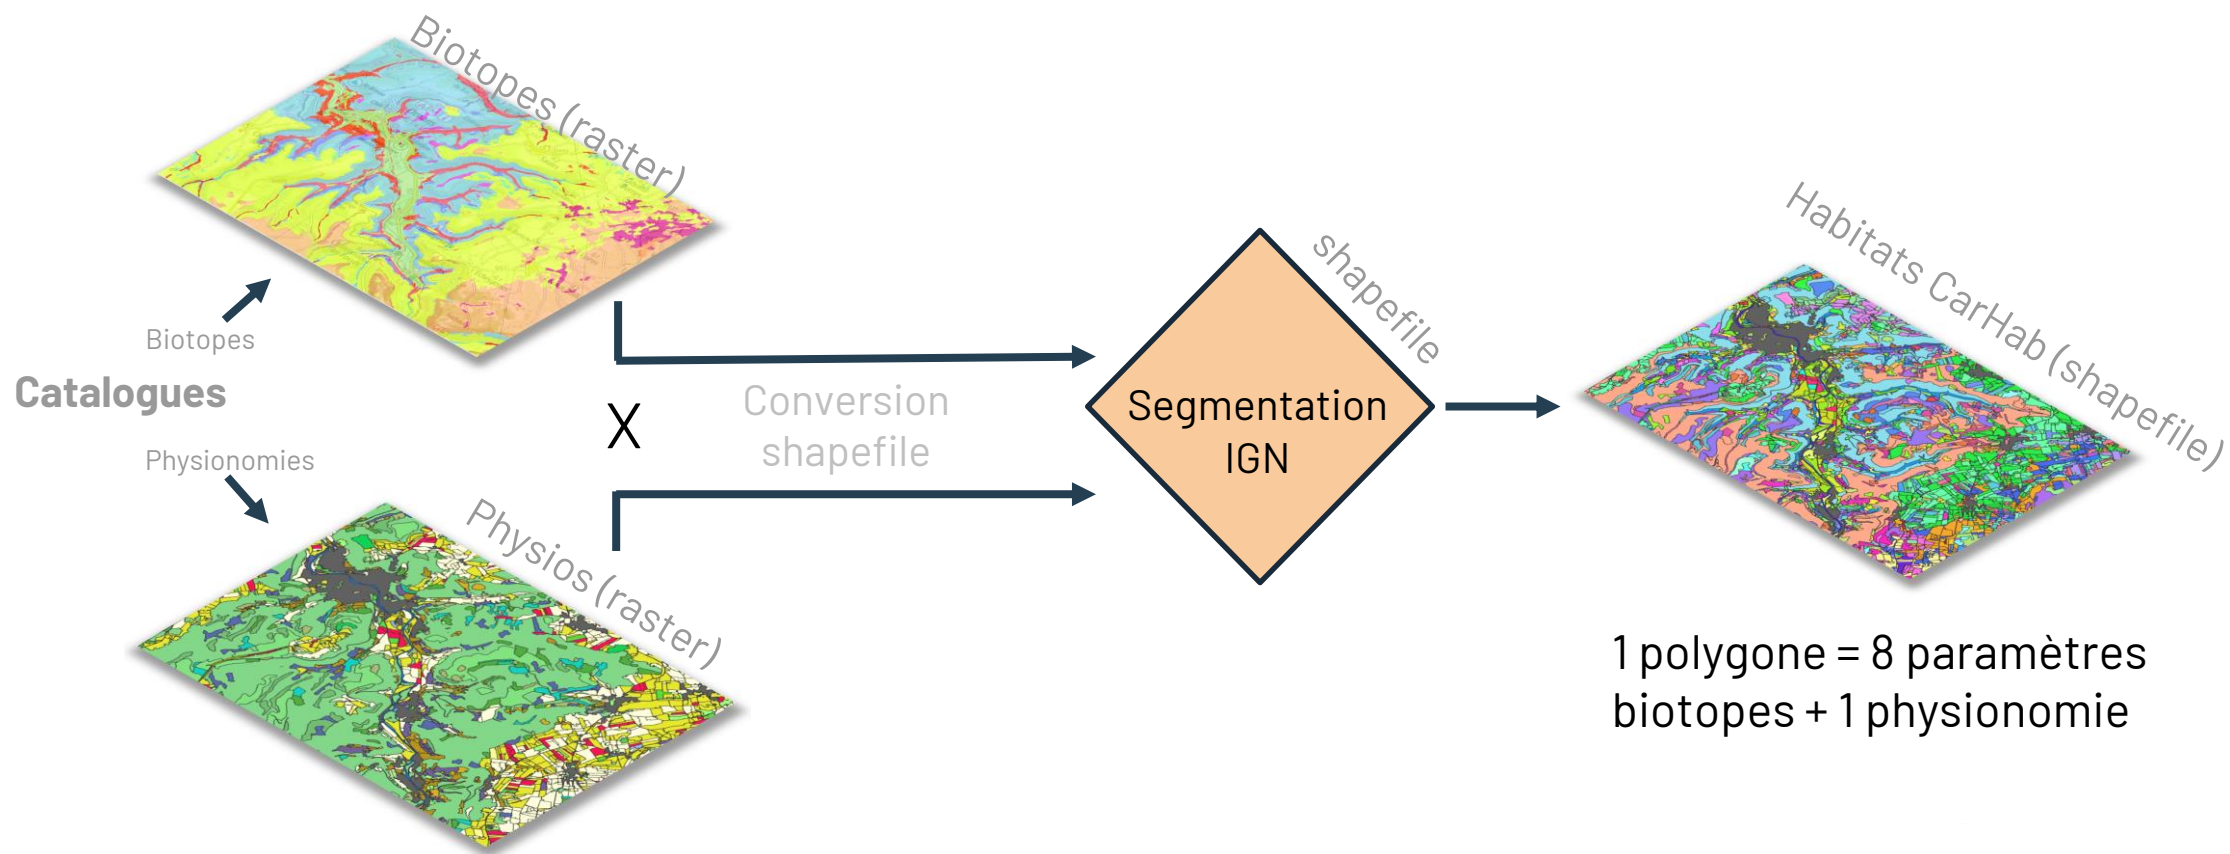 Biotopes (raster)
Biotopes
Catalogues
Physionomies
Physios (raster)
X
Conversion
shapefile
Segmentation
IGN
shapefile
Habitats CarHab (shapefile)
1 polygone = 8 paramètres
biotopes + 1 physionomie